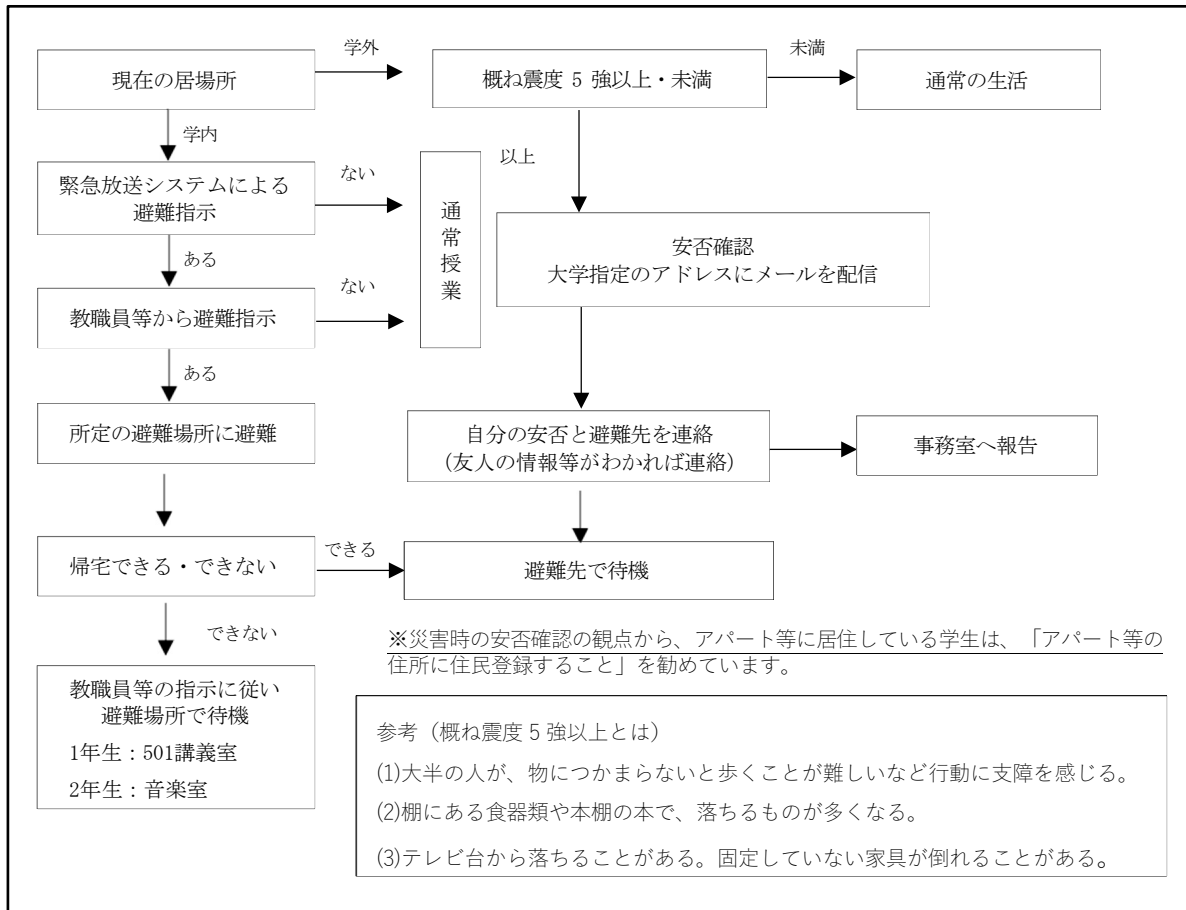 学外
未満
現在の居場所
概ね震度 5 強以上・未満
通常の生活
学内
以上
緊急放送システムによる
避難指示
ない
通常授業
安否確認
大学指定のアドレスにメールを配信
ある
教職員等から避難指示
ない
ある
所定の避難場所に避難
自分の安否と避難先を連絡
(友人の情報等がわかれば連絡)
事務室へ報告
帰宅できる・できない
できる
避難先で待機
できない
※災害時の安否確認の観点から、アパート等に居住している学生は、「アパート等の
住所に住民登録すること」を勧めています。
教職員等の指示に従い
避難場所で待機
1年生：501講義室
2年生：音楽室
参考（概ね震度 5 強以上とは）
(1)大半の人が、物につかまらないと歩くことが難しいなど行動に支障を感じる。
(2)棚にある食器類や本棚の本で、落ちるものが多くなる。
(3)テレビ台から落ちることがある。固定していない家具が倒れることがある。